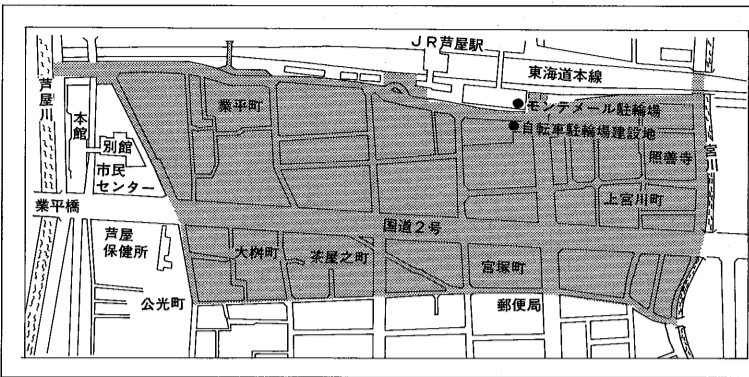 JR芦屋駅
東海道本線
芦屋川
本館
別館
市民
センター
業平町
●モンテメール駐輪場
●自転車駐輪場建設地
照善寺
宮川
上宮川町
業平橋
国道2号
芦屋
保健所
大桝町
茶屋之町
宮塚町
公光町
郵便局